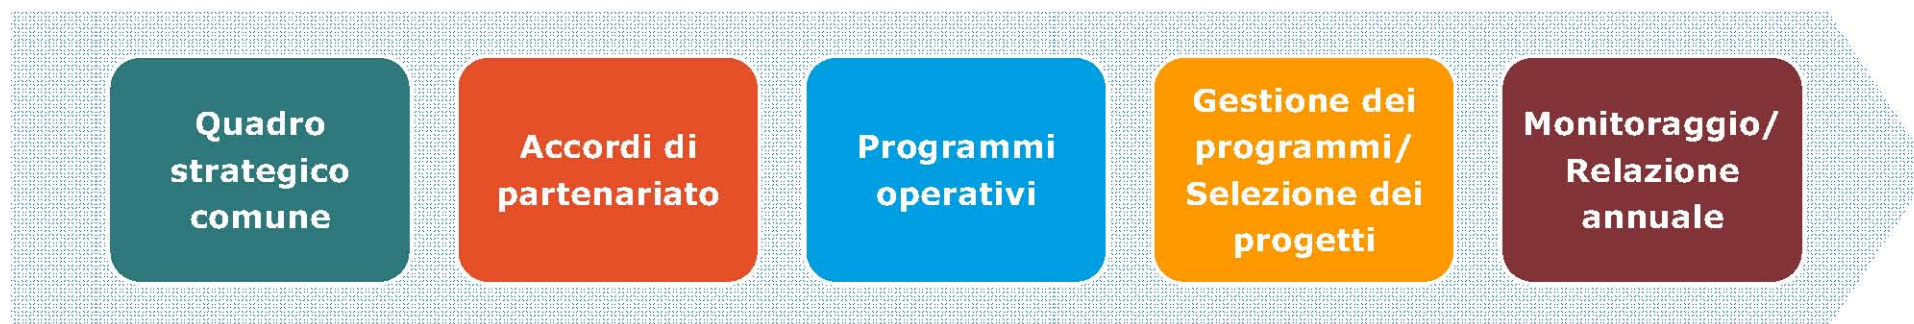 Quadro
strategico
comune
Accordi di
partenariato
Programmi
operativi
Gestione dei
programmi/
Selezione dei
progetti
Monitoraggio/
Relazione
annuale